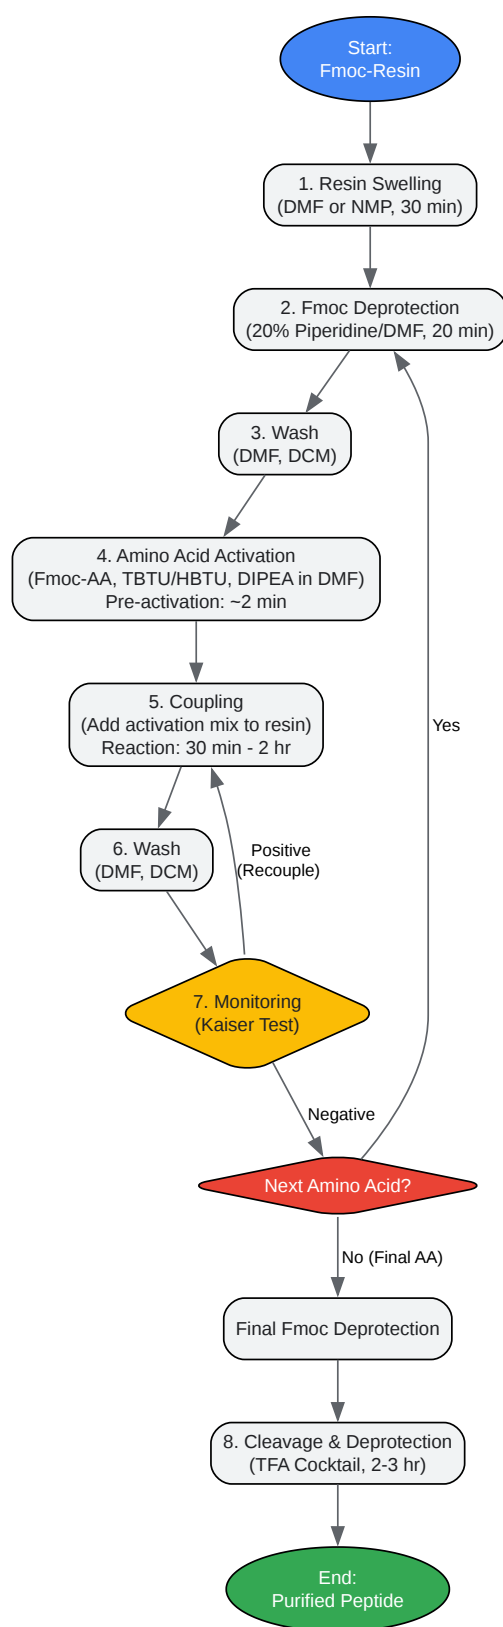 Start:
Fmoc-Resin
1. Resin Swelling
(DMF or NMP, 30 min)
2. Fmoc Deprotection
(20% Piperidine/DMF, 20 min)
3. Wash
(DMF, DCM)
4. Amino Acid Activation
(Fmoc-AA, TBTU/HBTU, DIPEA in DMF)
Pre-activation: ~2 min
5. Coupling
(Add activation mix to resin)
Reaction: 30 min - 2 hr
Yes
6. Wash
(DMF, DCM)
Positive
(Recouple)
7. Monitoring
(Kaiser Test)
Negative
Next Amino Acid?
No (Final AA)
Final Fmoc Deprotection
8. Cleavage & Deprotection
(TFA Cocktail, 2-3 hr)
End:
Purified Peptide